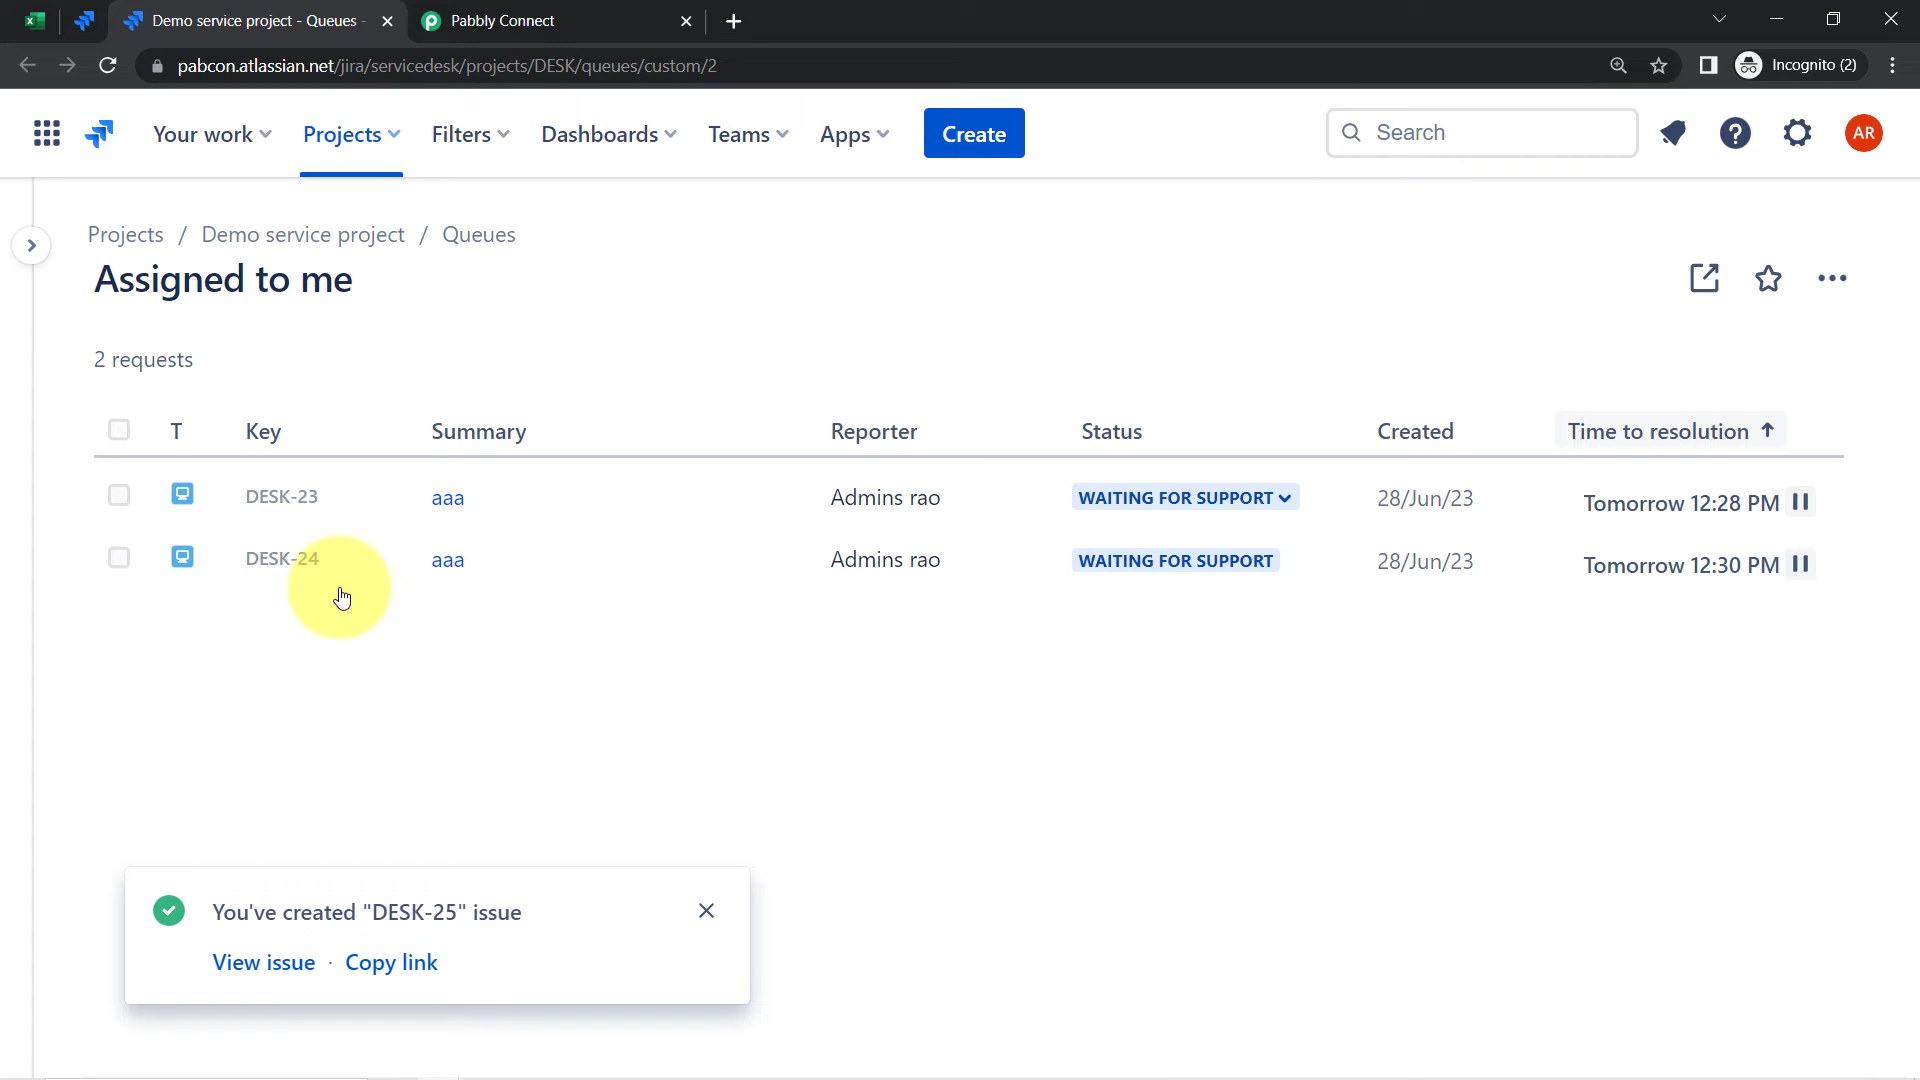 Demo service project - Queues -
Pabbly Connect
pabcon.atlassian.net/jira/servicedesk/projects/DESK/queues/custom/2
Incognito (2)
Your work
Projects
Filters
Dashboards
Teams
Apps
Create
Search
AR
Projects / Demo service project / Queues
Assigned to me
2 requests
T Key Summary Reporter Status Created Time to resolution
DESK-23 aaa Admins rao WAITING FOR SUPPORT 28/Jun/23 Tomorrow 12:28 PM
DESK-24 aaa Admins rao WAITING FOR SUPPORT 28/Jun/23 Tomorrow 12:30 PM
You've created "DESK-25" issue
View issue · Copy link